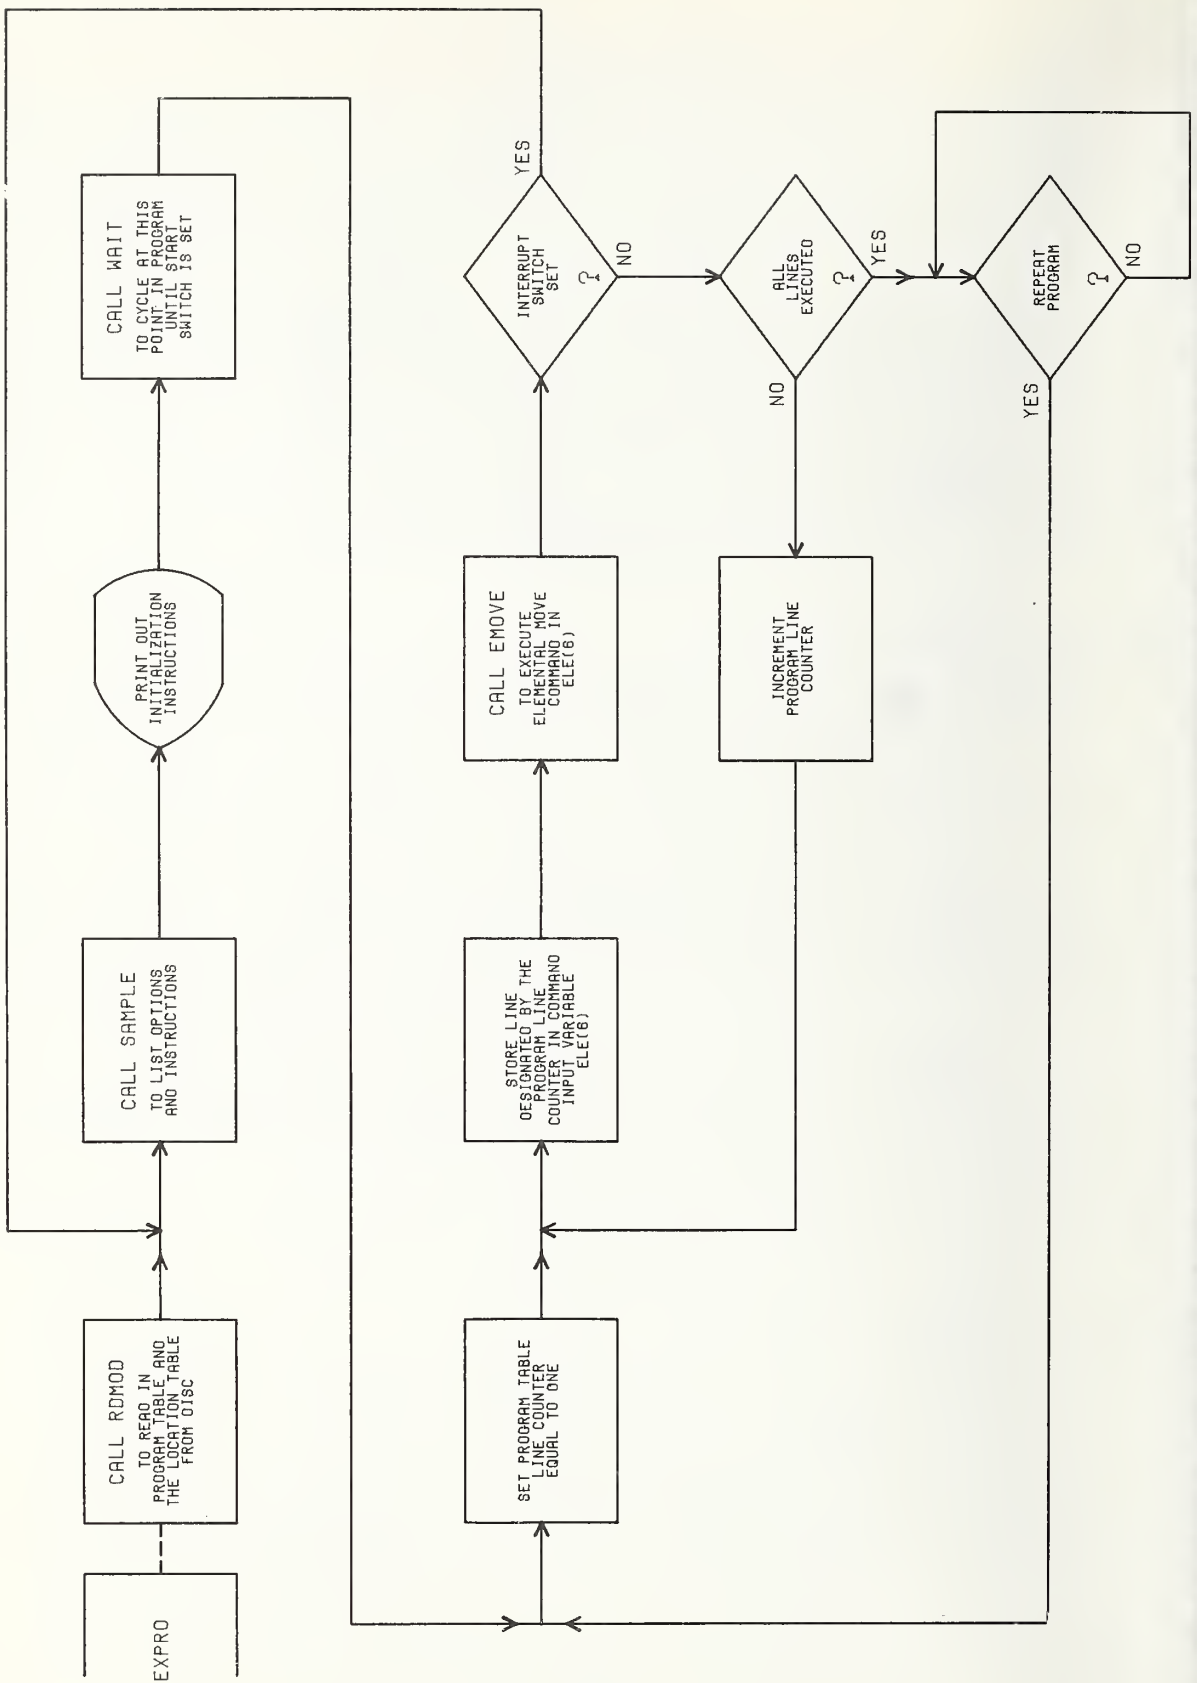 EXPRO
CALL RDMOD
TO READ IN
PROGRAM TABLE AND
THE LOCATION TABLE
FROM DISC
CALL SAMPLE
TO LIST OPTIONS
AND INSTRUCTIONS
PRINT OUT
INITIALIZATION
INSTRUCTIONS
CALL WAIT
TO CYCLE AT THIS
POINT IN PROGRAM
UNTIL START
SWITCH IS SET
SET PROGRAM TABLE
LINE COUNTER
EQUAL TO ONE
STORE LINE
DESIGNATED BY THE
PROGRAM LINE
COUNTER IN COMMAND
INPUT VARIABLE
ELE(6)
CALL EMOVE
TO EXECUTE
ELEMENTAL MOVE
COMMAND IN
ELE(6)
INTERRUPT
SWITCH
SET
?
YES
NO
INCREMENT
PROGRAM LINE
COUNTER
NO
ALL
LINES
EXECUTED
?
YES
YES
REPEAT
PROGRAM
?
NO